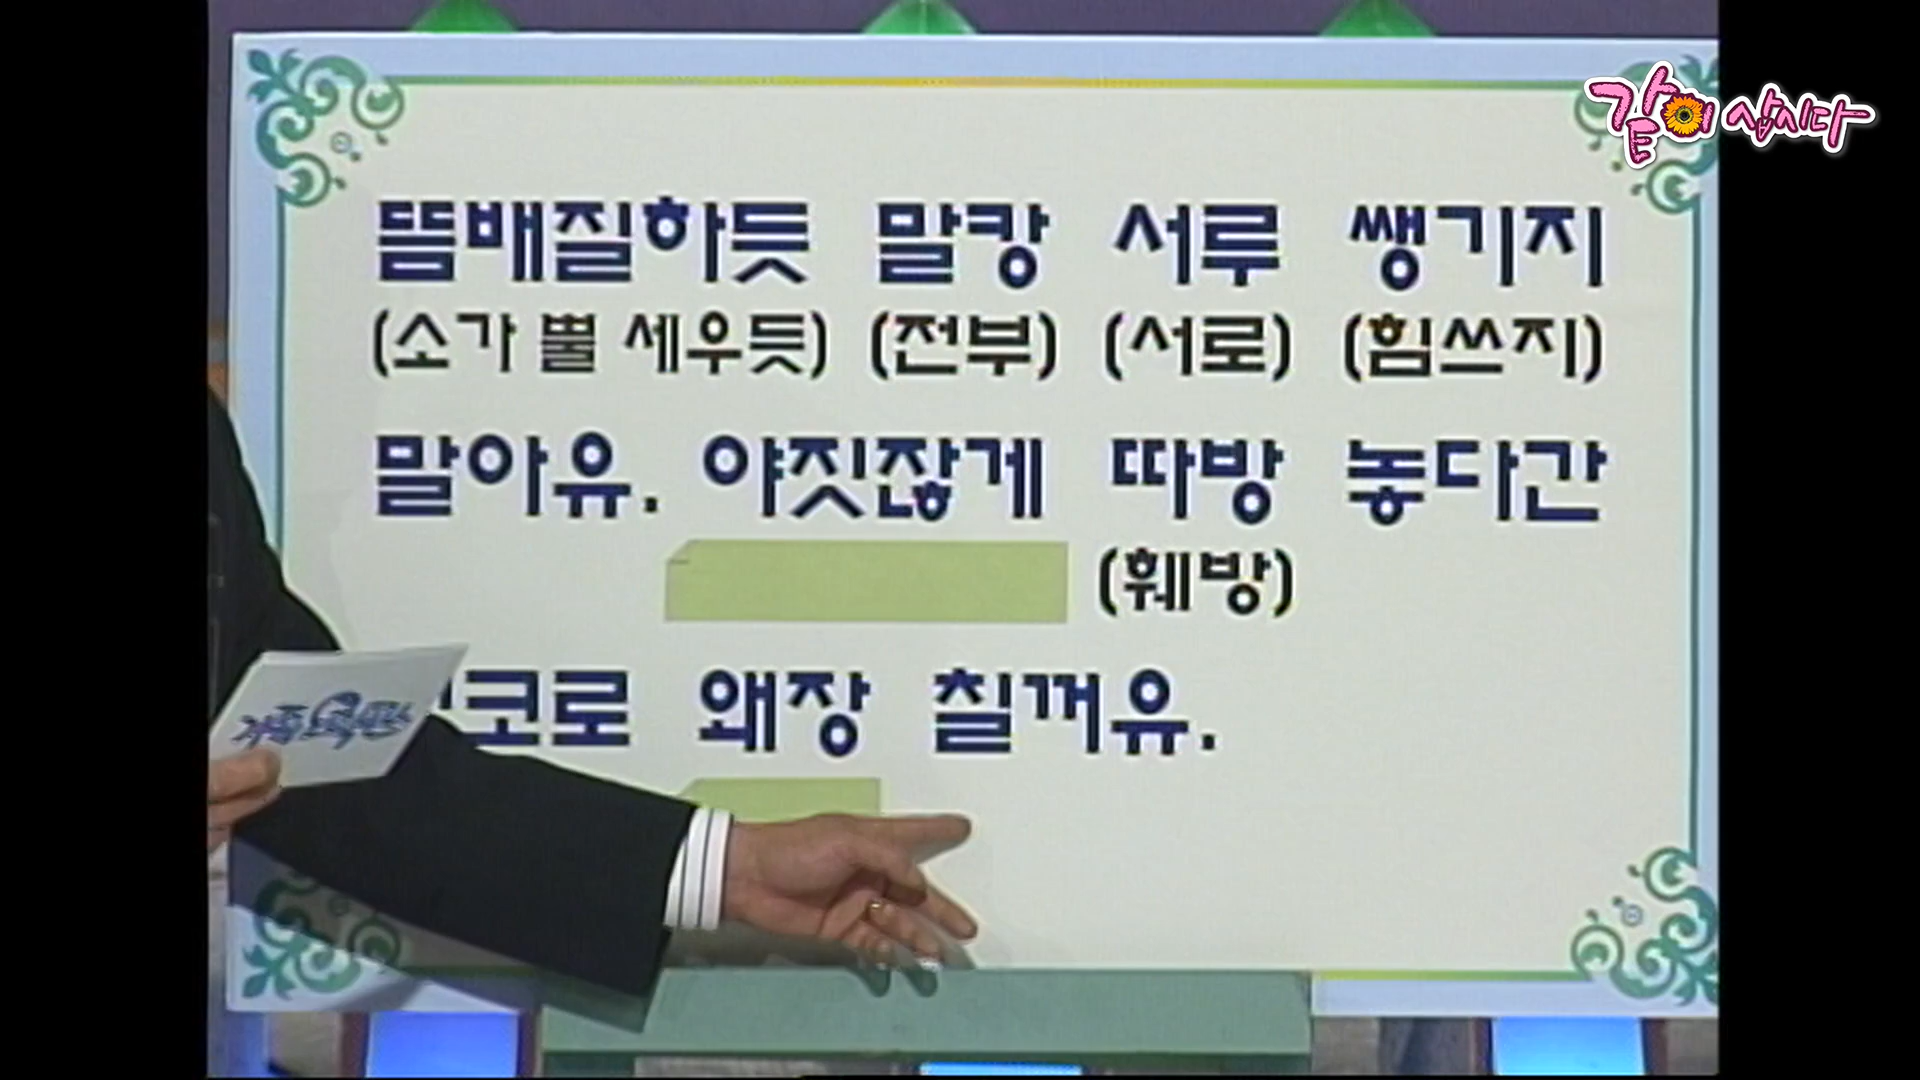 같이 삽시다
뜸배질하듯 말캉 서루 쌩기지
(소가 뿔 세우듯) (전부) (서로) (힘쓰지)
말아유. 야짓잖게 따방 놓다간
(훼방)
코로 왜장 칠꺼유.